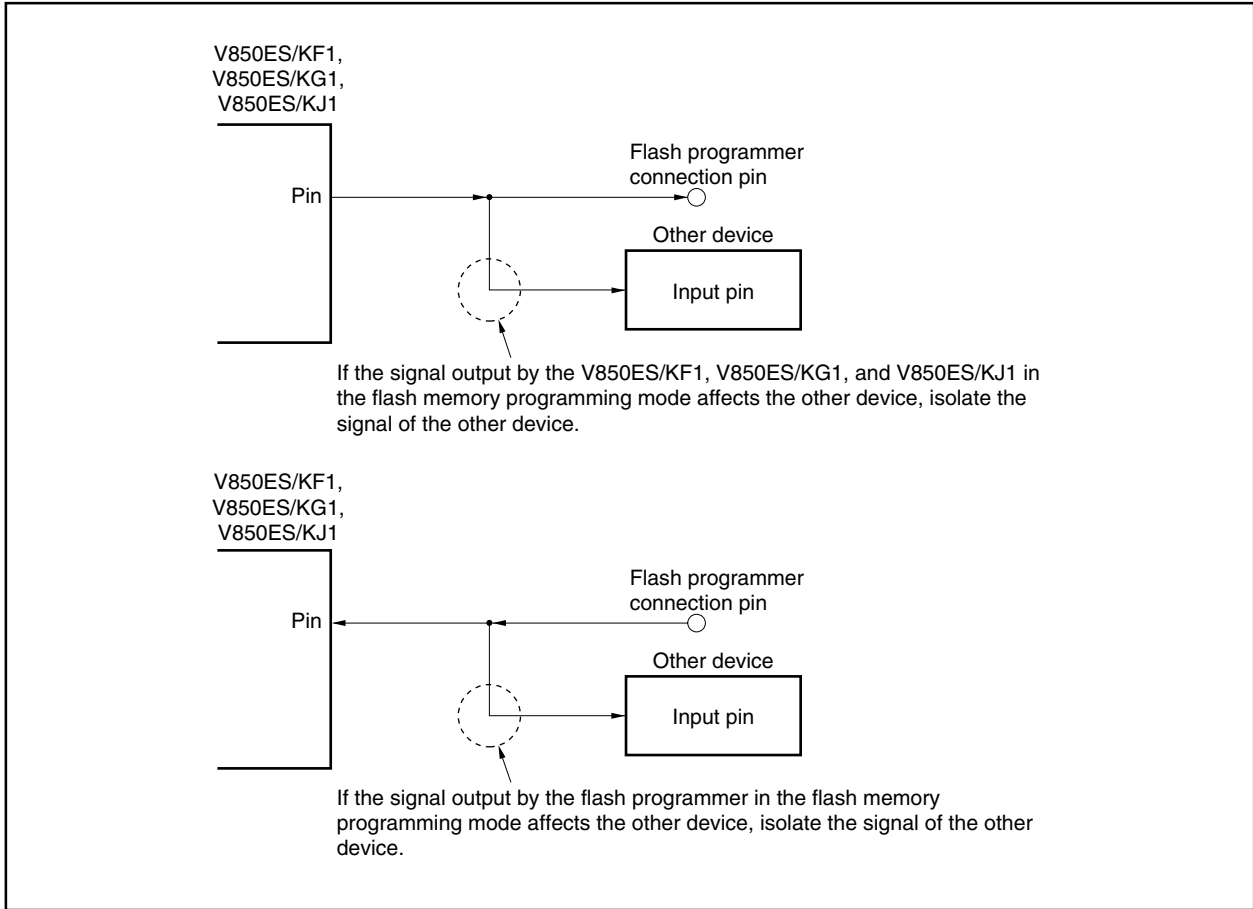 V850ES/KF1,
V850ES/KG1,
V850ES/KJ1
Flash programmer
connection pin
Pin
Other device
Input pin
If the signal output by the V850ES/KF1, V850ES/KG1, and V850ES/KJ1 in
the flash memory programming mode affects the other device, isolate the
signal of the other device.
V850ES/KF1,
V850ES/KG1,
V850ES/KJ1
Flash programmer
connection pin
Pin
Other device
Input pin
If the signal output by the flash programmer in the flash memory
programming mode affects the other device, isolate the signal of the other
device.